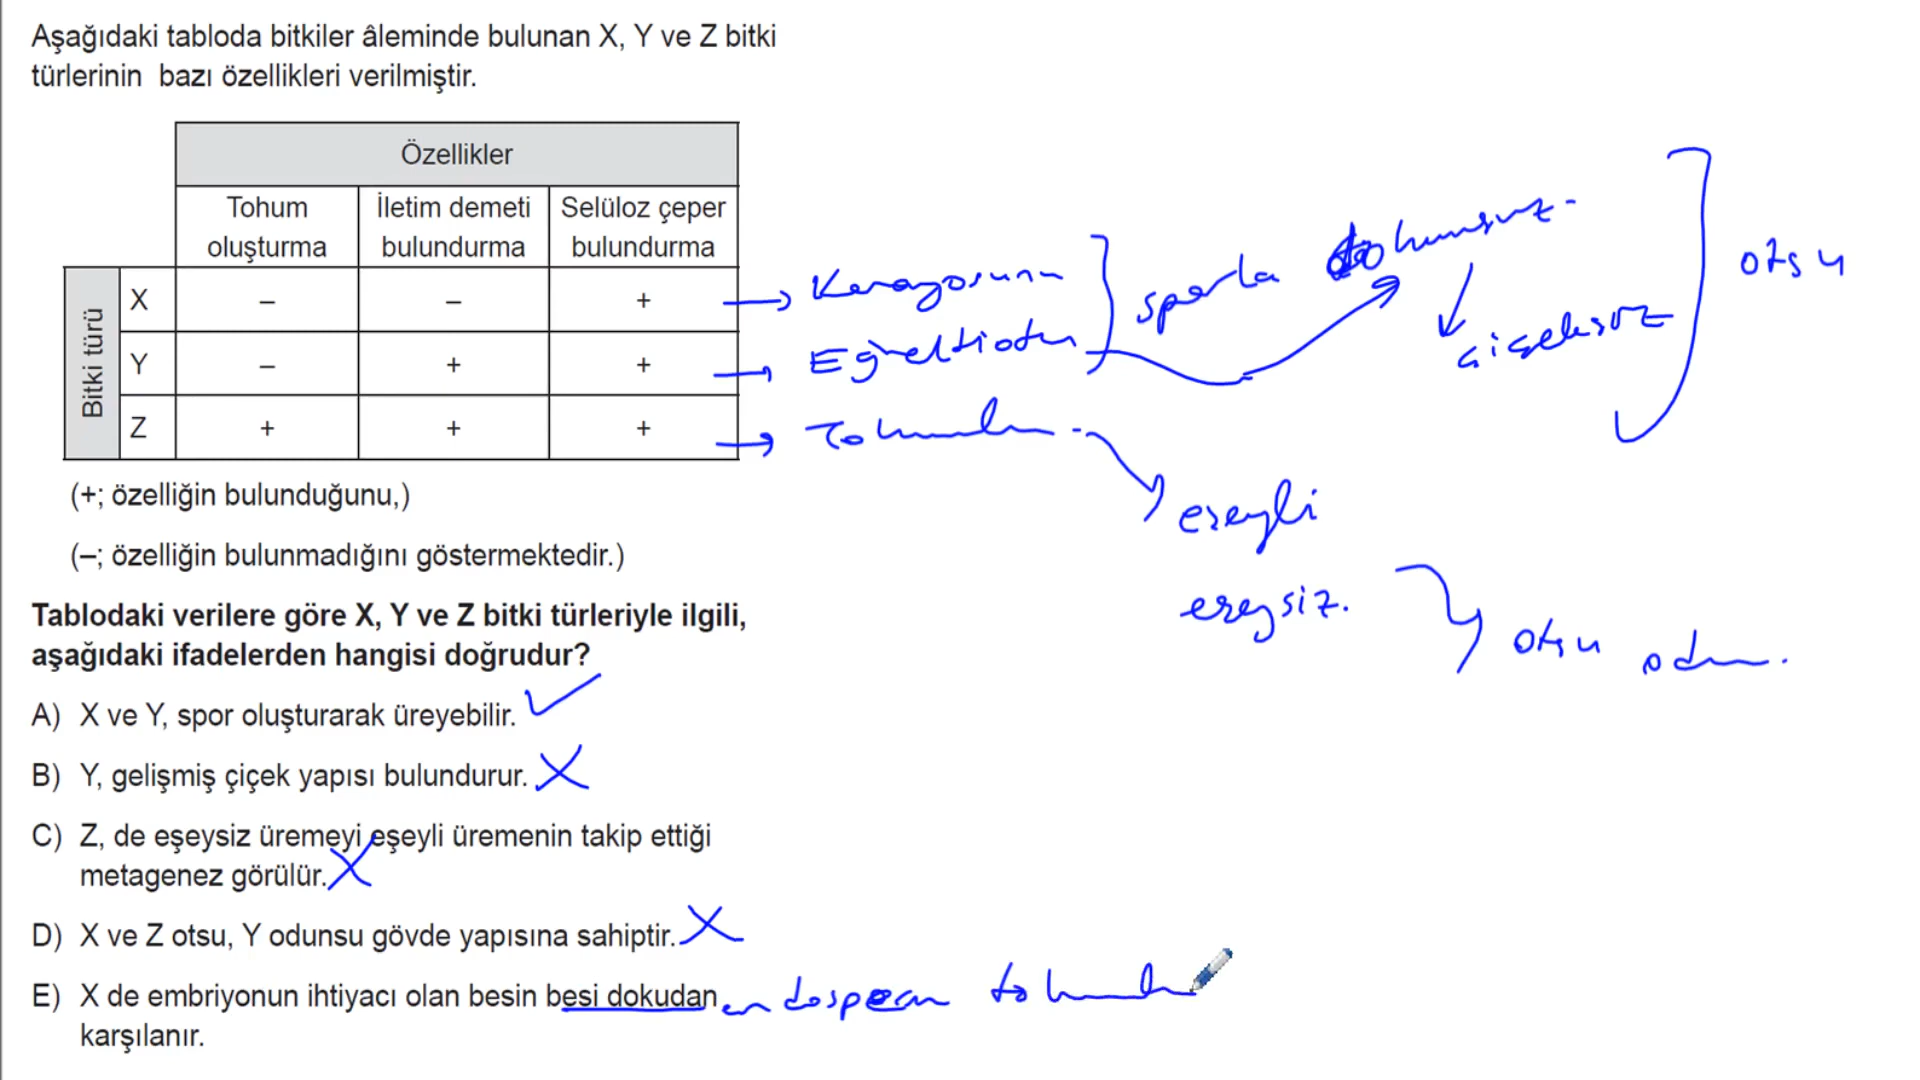 Aşağıdaki tabloda bitkiler âleminde bulunan X, Y ve Z bitki
türlerinin bazı özellikleri verilmiştir.
Özellikler
Tohum oluşturma
İletim demeti bulundurma
Selüloz çeper bulundurma
Bitki türü
X – – +
Y – + +
Z + + +
Karayosunu
Eğrelti otu
Tohumlu
sporla tohumsuz.
çiçeksiz
otsu
eşeyli
eşeysiz.
otsu odun.
(+; özelliğin bulunduğunu,)
(–; özelliğin bulunmadığını göstermektedir.)
Tablodaki verilere göre X, Y ve Z bitki türleriyle ilgili,
aşağıdaki ifadelerden hangisi doğrudur?
A) X ve Y, spor oluşturarak üreyebilir.
B) Y, gelişmiş çiçek yapısı bulundurur.
C) Z, de eşeysiz üremeyi eşeyli üremenin takip ettiği
metagenez görülür.
D) X ve Z otsu, Y odunsu gövde yapısına sahiptir.
E) X de embriyonun ihtiyacı olan besin besi dokudan endosperm tohumlu
karşılanır.